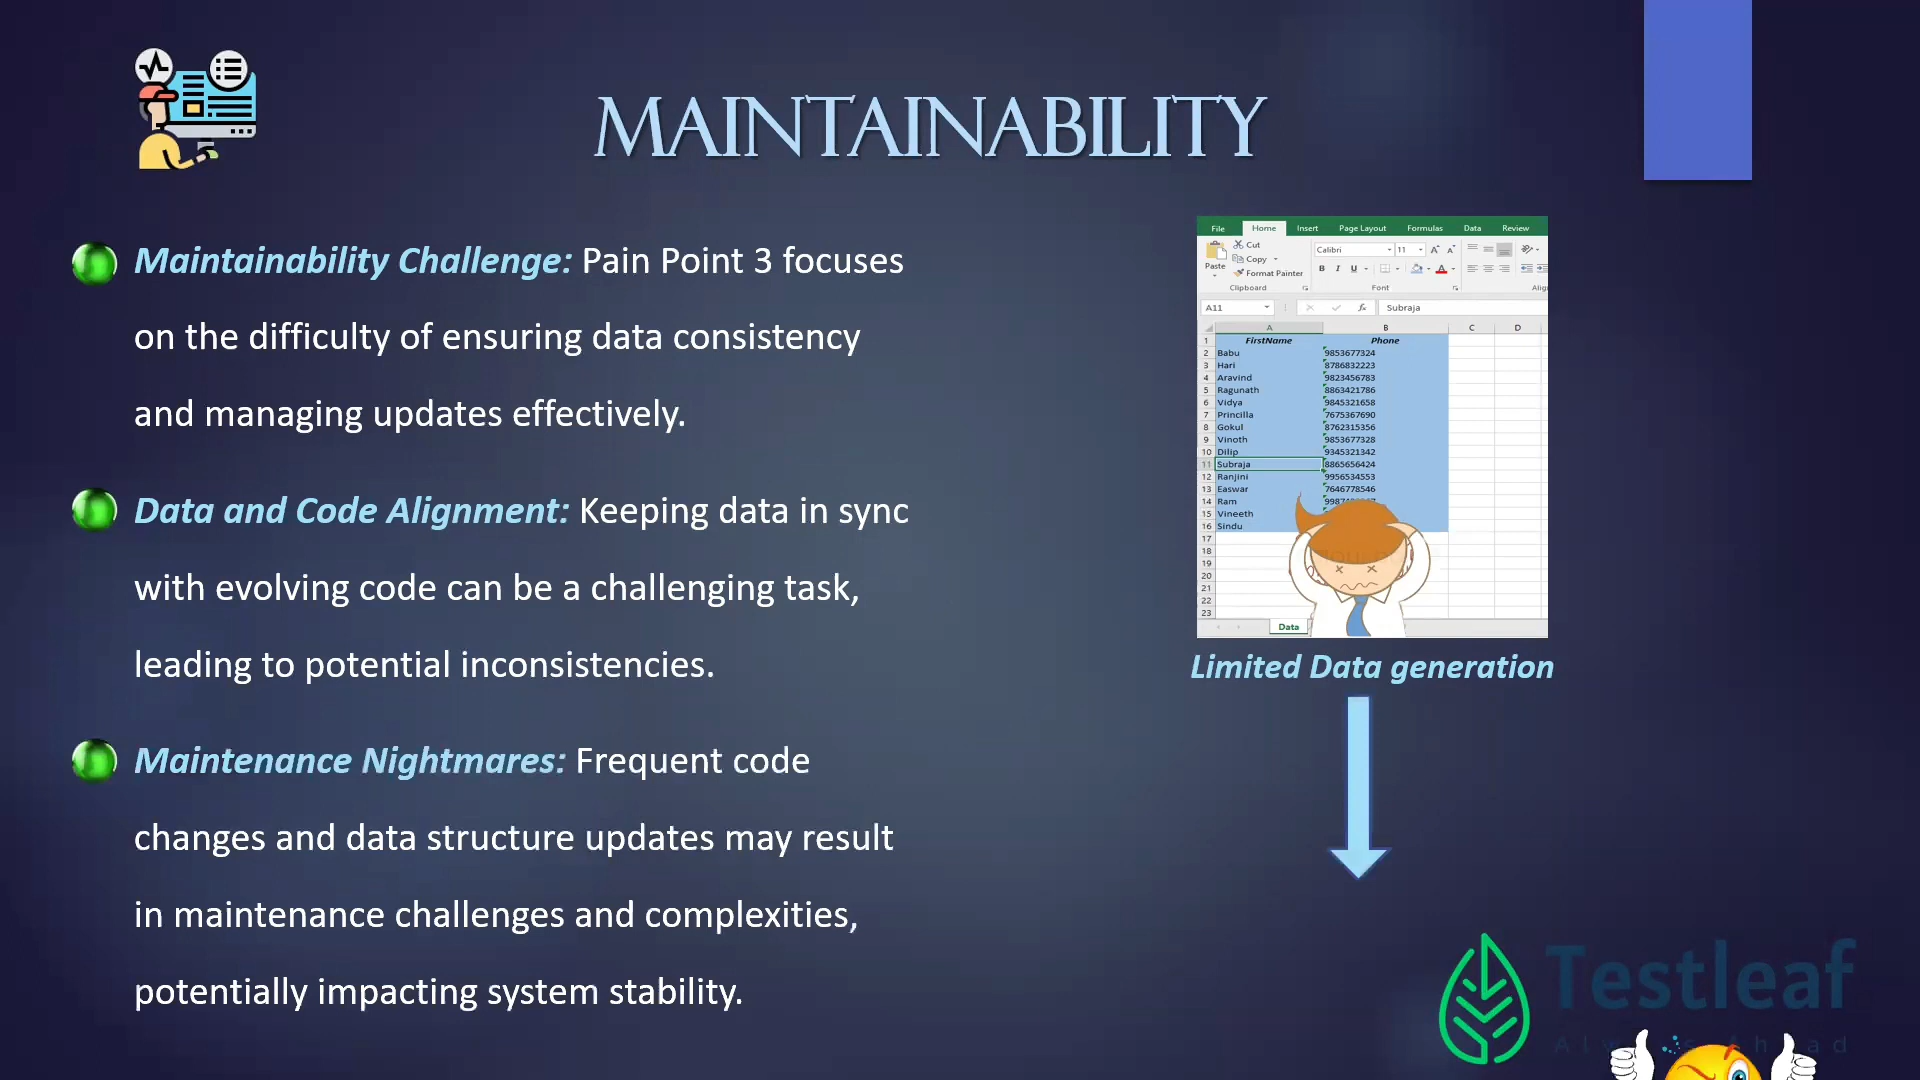 MAINTAINABILITY
Maintainability Challenge: Pain Point 3 focuses
on the difficulty of ensuring data consistency
and managing updates effectively.
Data and Code Alignment: Keeping data in sync
with evolving code can be a challenging task,
leading to potential inconsistencies.
Maintenance Nightmares: Frequent code
changes and data structure updates may result
in maintenance challenges and complexities,
potentially impacting system stability.
File Home Insert Page Layout Formulas Data Review
Cut
Calibri 11
Copy
Paste
Format Painter
B I U
Clipboard Font
A11 fx Subraja
A B C D
1 FirstName Phone
2 Babu 9853677324
3 Hari 8786832223
4 Aravind 9823456783
5 Ragunath 8863421786
6 Vidya 9845321658
7 Princilla 7675367690
8 Gokul 8762315356
9 Vinoth 9853677328
10 Dilip 9345321342
11 Subraja 8865656424
12 Ranjini 9956534553
13 Easwar 7646778546
14 Ram
15 Vineeth
16 Sindu
17
18
19
20
21
22
23
Data
Limited Data generation
Testleaf